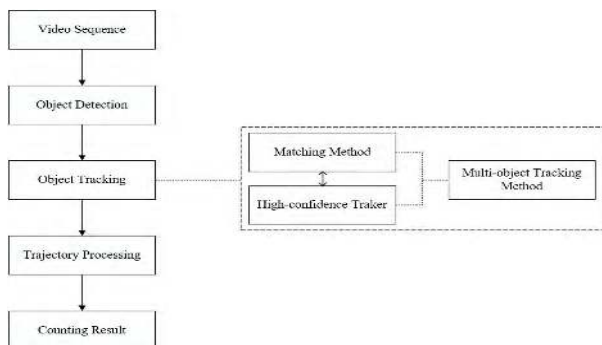 Video Sequence
Object Detection
Object Tracking
Matching Method
High-confidence Traker
Multi-object Tracking
Method
Trajectory Processing
Counting Result